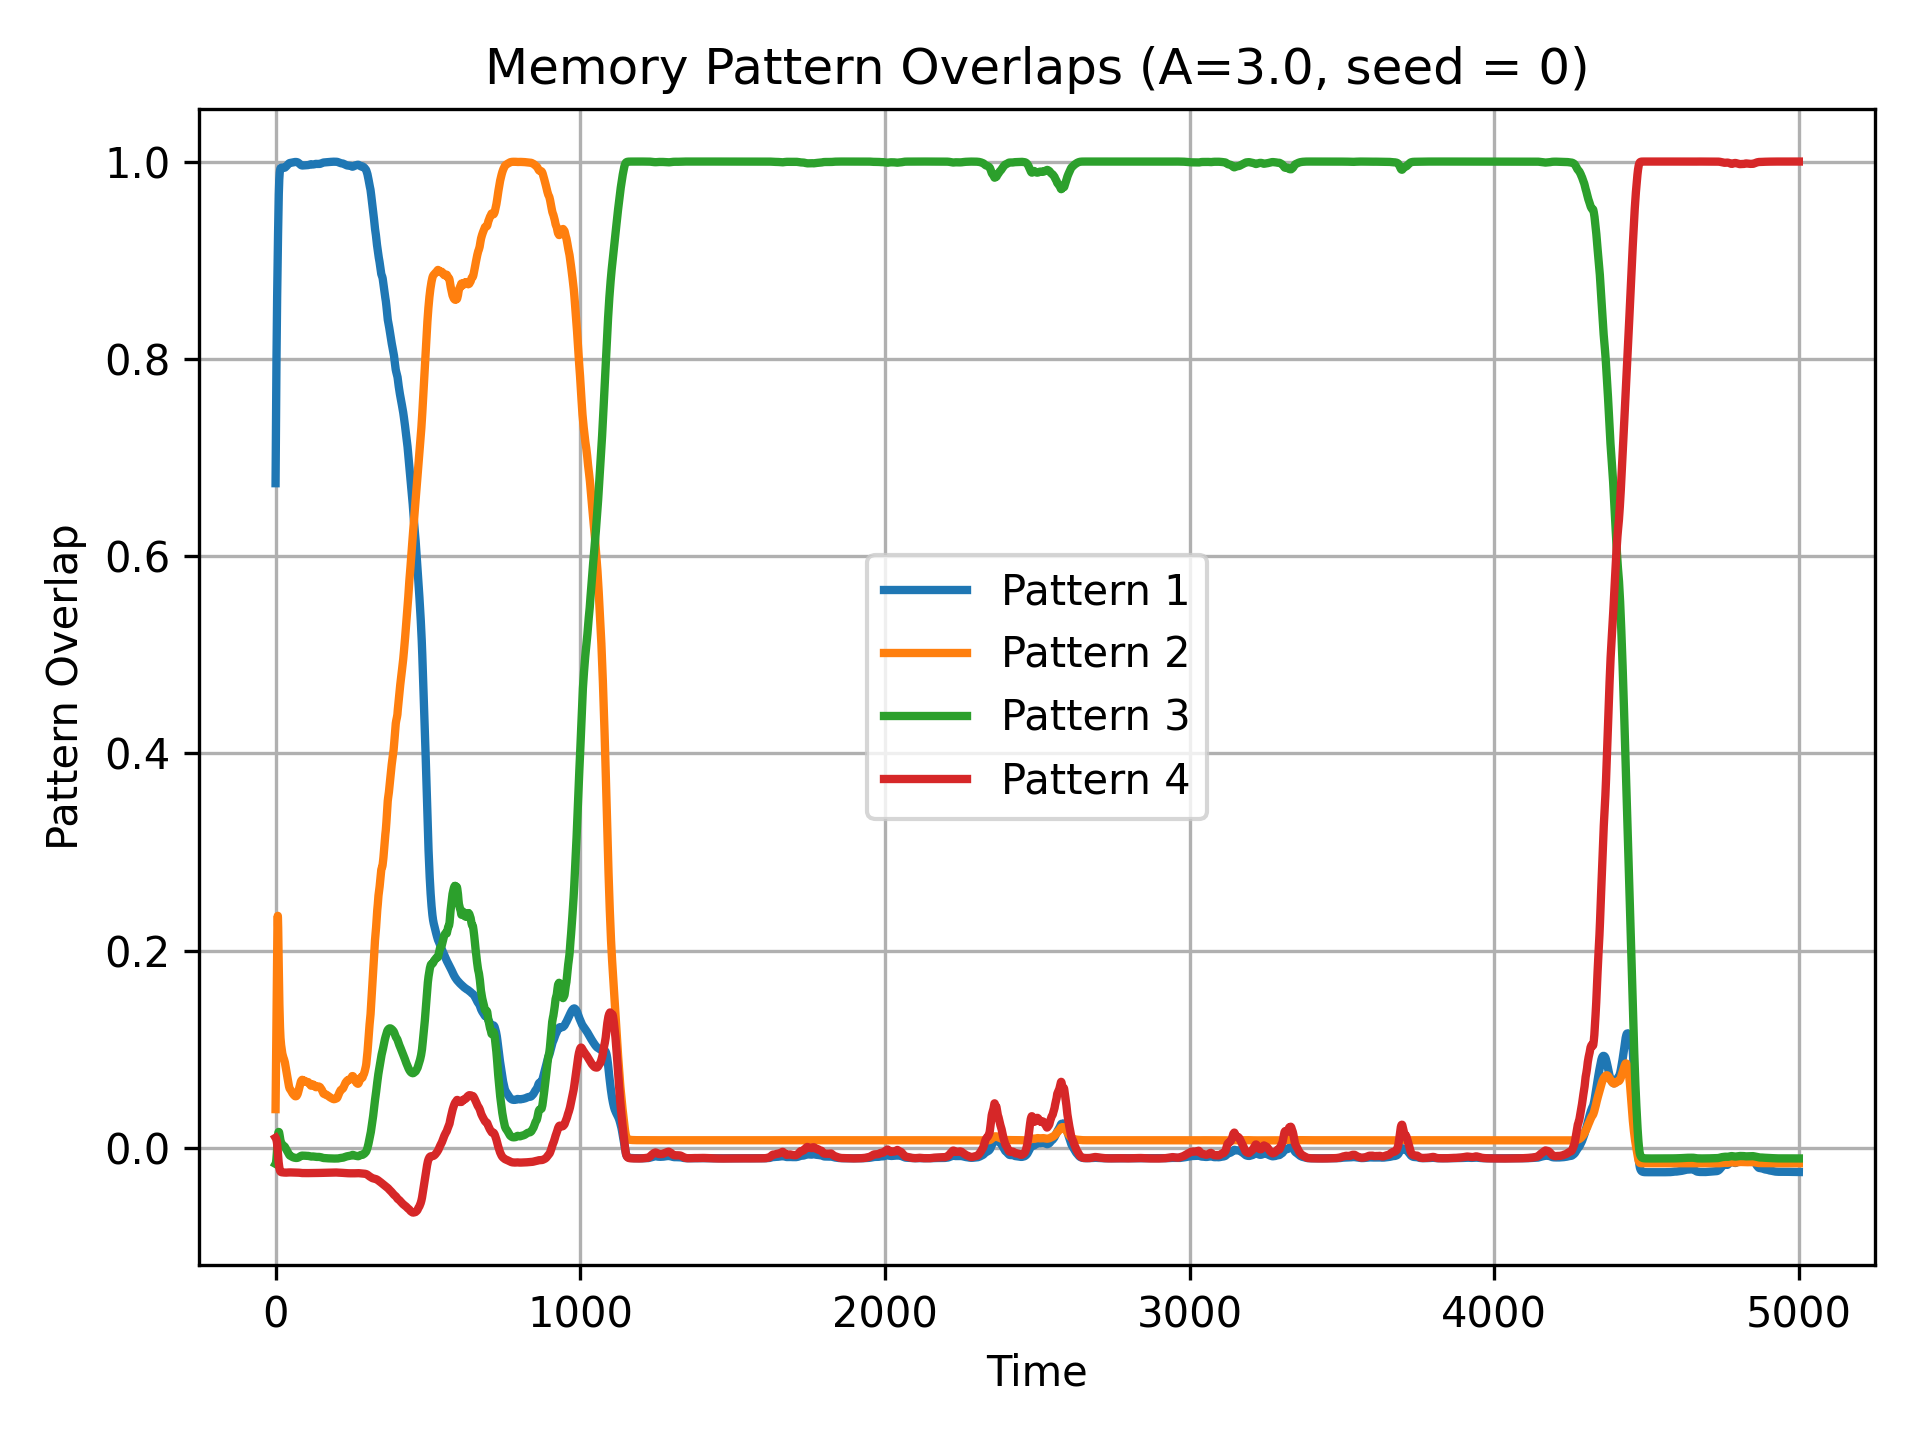 Memory Pattern Overlaps (A=3.0, seed = 0)
1.0
0.8
0.6
0.4
0.2
0.0
Pattern Overlap
Pattern 1
Pattern 2
Pattern 3
Pattern 4
0 1000 2000 3000 4000 5000
Time